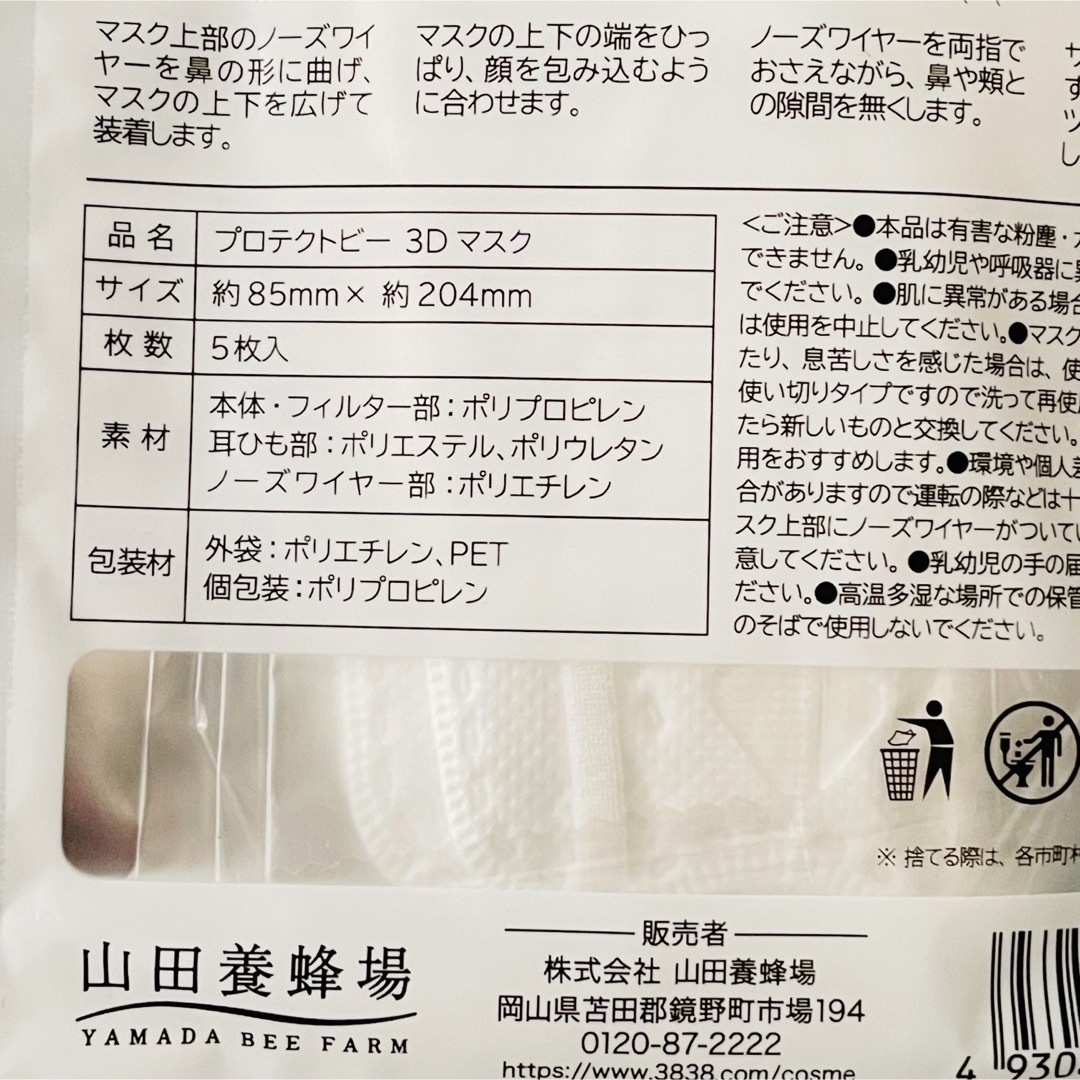 マスク上部のノーズワイ
ヤーを鼻の形に曲げ、
マスクの上下を広げて
装着します。
マスクの上下の端をひっ
ぱり、顔を包み込むよう
に合わせます。
ノーズワイヤーを両指で
おさえながら、鼻や頬と
の隙間を無くします。
品名 プロテクトビー 3Dマスク
サイズ 約85mm× 約204mm
枚数 5枚入
素材
本体・フィルター部：ポリプロピレン
耳ひも部：ポリエステル、ポリウレタン
ノーズワイヤー部：ポリエチレン
包装材
外袋：ポリエチレン、PET
個包装：ポリプロピレン
<ご注意>●本品は有害な粉塵・
できません。●乳幼児や呼吸器に
でください。●肌に異常がある場合
は使用を中止してください。●マスク
たり、息苦しさを感じた場合は、使
使い切りタイプですので洗って再使
たら新しいものと交換してください。
用をおすすめします。●環境や個人差
合がありますので運転の際などは十
スク上部にノーズワイヤーがついてい
意してください。●乳幼児の手の届
ださい。●高温多湿な場所での保管
のそばで使用しないでください。
※ 捨てる際は、各市町村
山田養蜂場
YAMADA BEE FARM
販売者
株式会社 山田養蜂場
岡山県苫田郡鏡野町市場194
0120-87-2222
https://www.3838.com/cosme
4 930